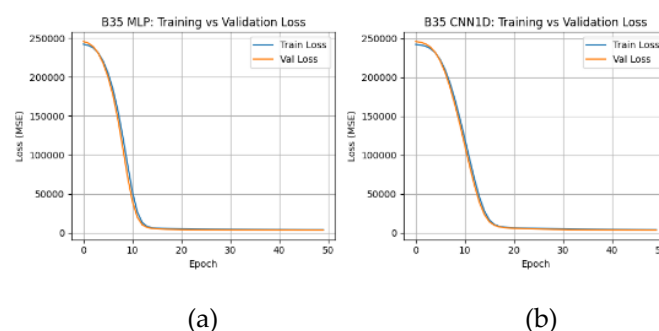 B35 MLP: Training vs Validation Loss
250000
200000
150000
100000
50000
0
Loss (MSE)
Train Loss
Val Loss
0 10 20 30 40 50
Epoch
(a)
B35 CNN1D: Training vs Validation Loss
250000
200000
150000
100000
50000
0
Loss (MSE)
Train Loss
Val Loss
0 10 20 30 40
Epoch
(b)